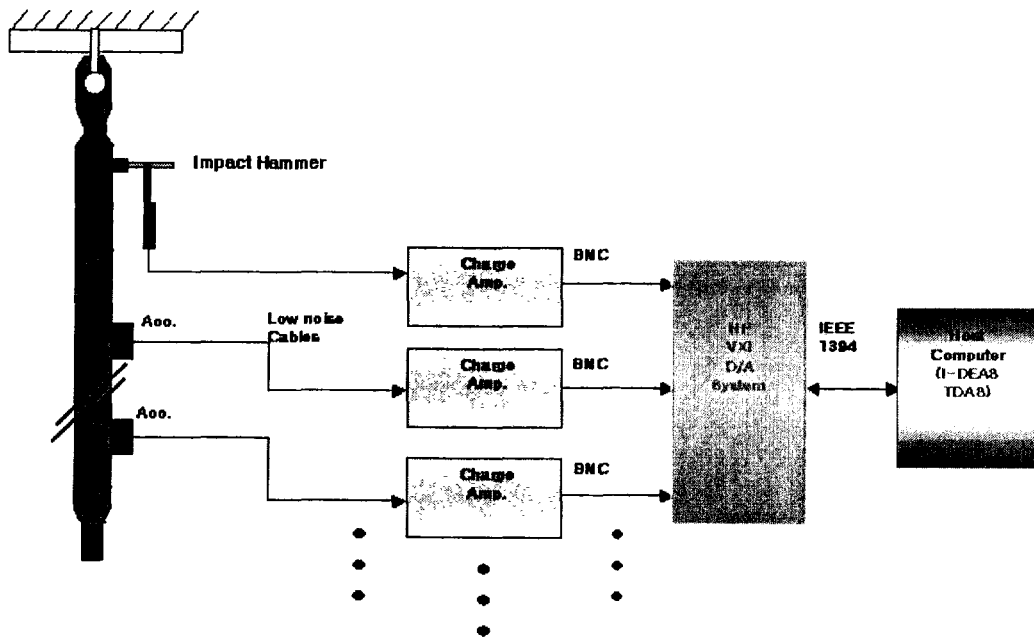 Impact Hammer
Charge
Amp.
BNC
Acc.
Low noise
Cables
Charge
Amp.
BNC
Acc.
Charge
Amp.
BNC
VXI
D/A
System
IEEE
1394
Host
Computer
(I-DEAS
TDAS)